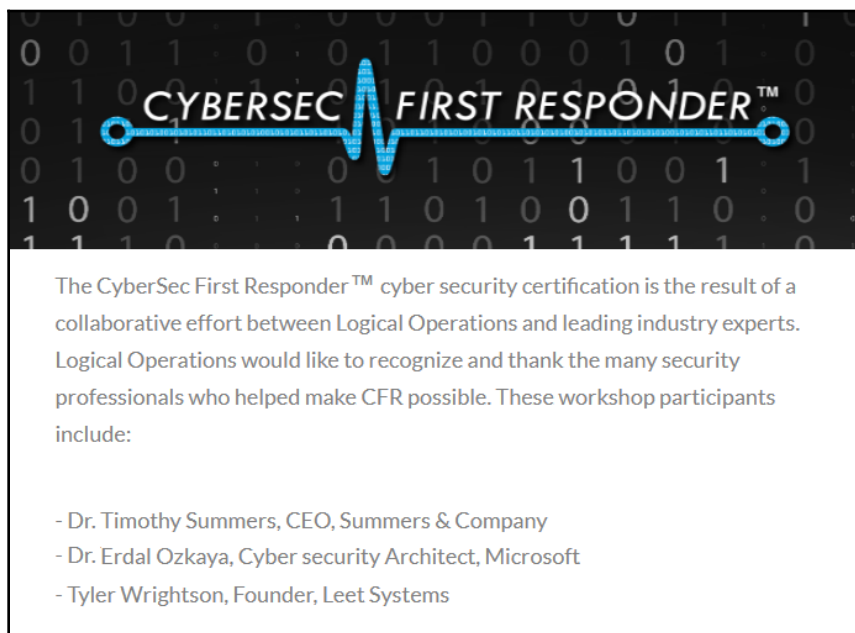 CYBERSEC FIRST RESPONDER™
The CyberSec First Responder™ cyber security certification is the result of a
collaborative effort between Logical Operations and leading industry experts.
Logical Operations would like to recognize and thank the many security
professionals who helped make CFR possible. These workshop participants
include:
- Dr. Timothy Summers, CEO, Summers & Company
- Dr. Erdal Ozkaya, Cyber security Architect, Microsoft
- Tyler Wrightson, Founder, Leet Systems